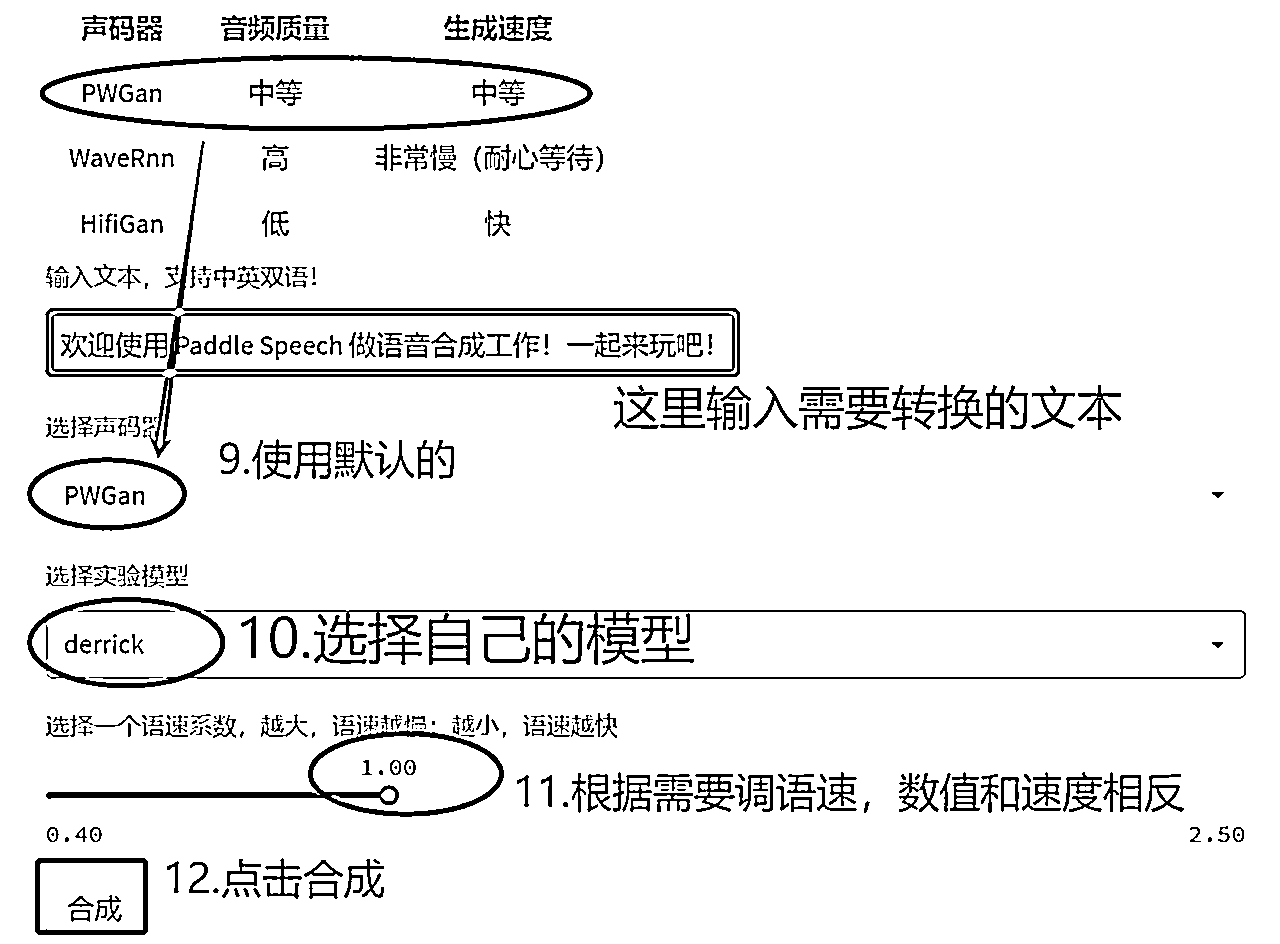 声码器 音频质量 生成速度
PWGan 中等 中等
WaveRnn 高 非常慢（耐心等待）
HifiGan 低 快
输入文本，支持中英双语！
欢迎使用 Paddle Speech 做语音合成工作！一起来玩吧！
这里输入需要转换的文本
选择声码器
9.使用默认的
PWGan
选择实验模型
derrick
10.选择自己的模型
选择一个语速系数，越大，语速越慢；越小，语速越快
1.00
11.根据需要调语速，数值和速度相反
0.40 2.50
12.点击合成
合成